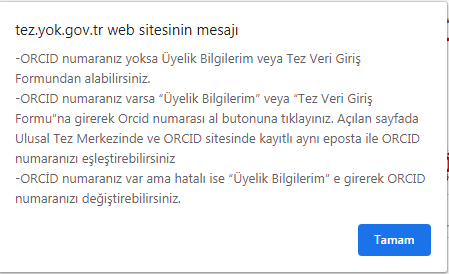 tez.yok.gov.tr web sitesinin mesajı
-ORCID numaranız yoksa Üyelik Bilgilerim veya Tez Veri Giriş
Formundan alabilirsiniz.
-ORCID numaranız varsa “Üyelik Bilgilerim” veya “Tez Veri Giriş
Formu”na girerek Orcid numarası al butonuna tıklayınız. Açılan sayfada
Ulusal Tez Merkezinde ve ORCID sitesinde kayıtlı aynı eposta ile ORCID
numaranızı eşleştirebilirsiniz
-ORCİD numaranız var ama hatalı ise “Üyelik Bilgilerim” e girerek ORCID
numaranızı değiştirebilirsiniz.
Tamam